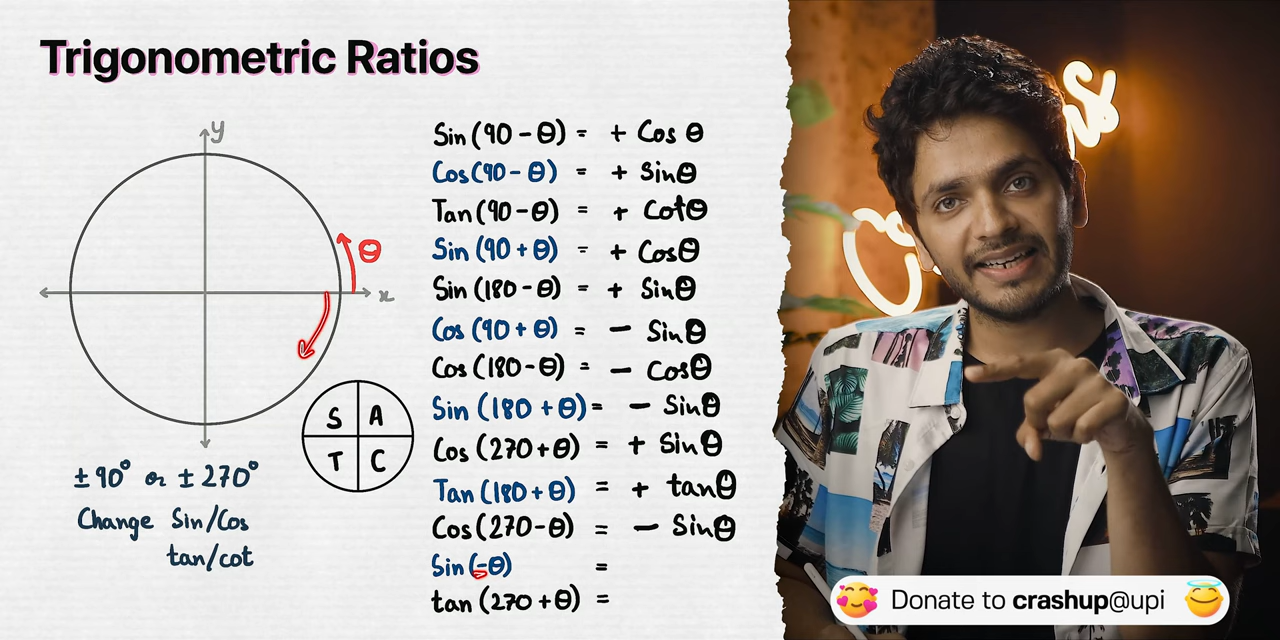 Trigonometric Ratios
y
θ
x
S A
T C
±90° or ±270°
Change Sin/Cos
tan/cot
Sin(90-θ) = + Cos θ
Cos(90-θ) = + Sinθ
Tan(90-θ) = + Cotθ
Sin(90+θ) = + Cosθ
Sin(180-θ) = + Sinθ
Cos(90+θ) = - Sinθ
Cos(180-θ) = - Cosθ
Sin(180+θ) = - Sinθ
Cos(270+θ) = + Sinθ
Tan(180+θ) = + tanθ
Cos(270-θ) = - Sinθ
Sin(-θ) =
tan(270+θ) =
Donate to crashup@upi